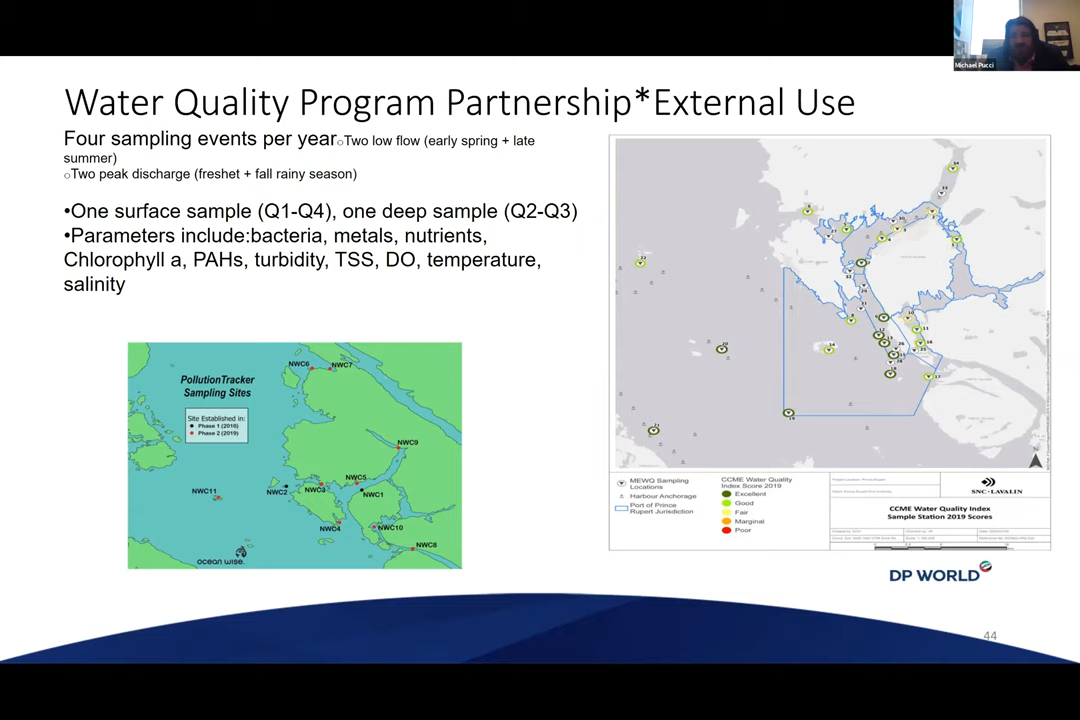 Michael Pucci
Water Quality Program Partnership*External Use
Four sampling events per year○Two low flow (early spring + late
summer)
○Two peak discharge (freshet + fall rainy season)
•One surface sample (Q1-Q4), one deep sample (Q2-Q3)
•Parameters include:bacteria, metals, nutrients,
Chlorophyll a, PAHs, turbidity, TSS, DO, temperature,
salinity
PollutionTracker
Sampling Sites
Site Established in:
Phase 1 (2016)
Phase 2 (2019)
NWC6
NWC7
NWC9
NWC11
NWC2
NWC3
NWC5
NWC1
NWC4
NWC10
NWC8
OCEAN WISE.
MEWQ Sampling
Locations
Harbour Anchorage
Port of Prince
Rupert Jurisdiction
CCME Water Quality
Index Score 2019
Excellent
Good
Fair
Marginal
Poor
SNC·LAVALIN
CCME Water Quality Index
Sample Station 2019 Scores
DP WORLD
44